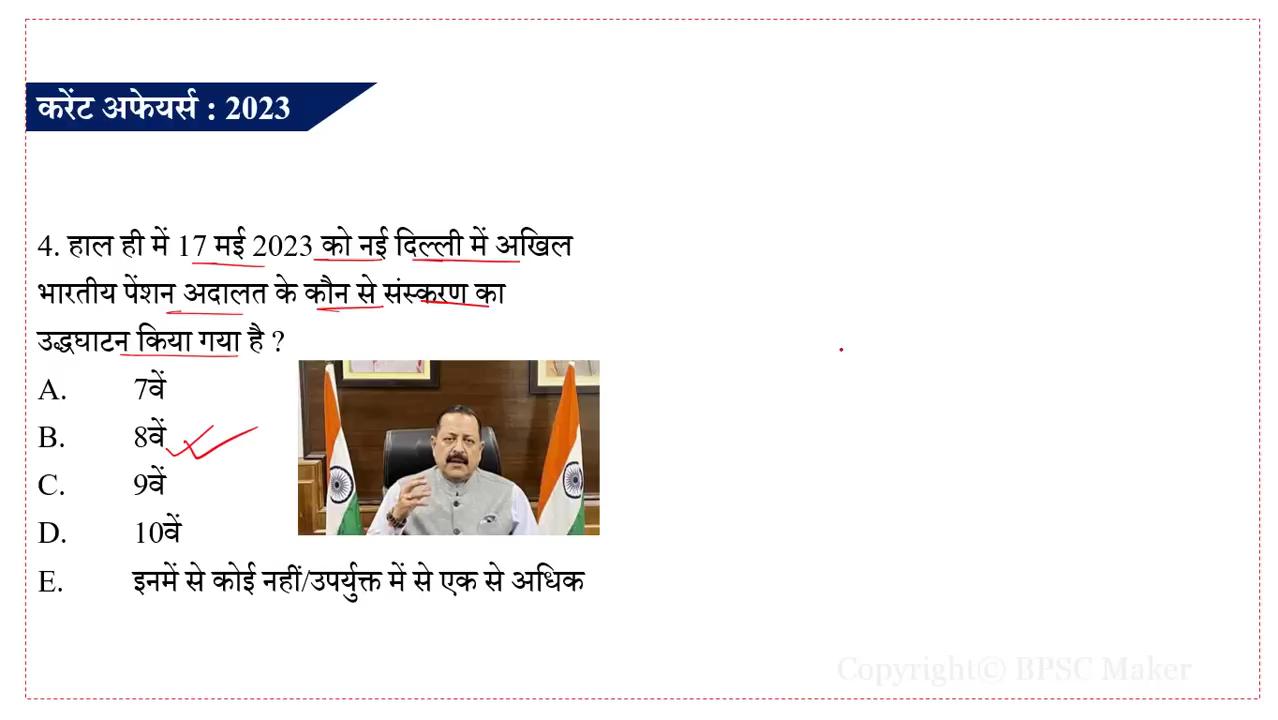 करेंट अफेयर्स : 2023
4. हाल ही में 17 मई 2023 को नई दिल्ली में अखिल
भारतीय पेंशन अदालत के कौन से संस्करण का
उद्घघाटन किया गया है ?
A. 7वें
B. 8वें
C. 9वें
D. 10वें
E. इनमें से कोई नहीं/उपर्युक्त में से एक से अधिक
Copyright© BPSC Maker